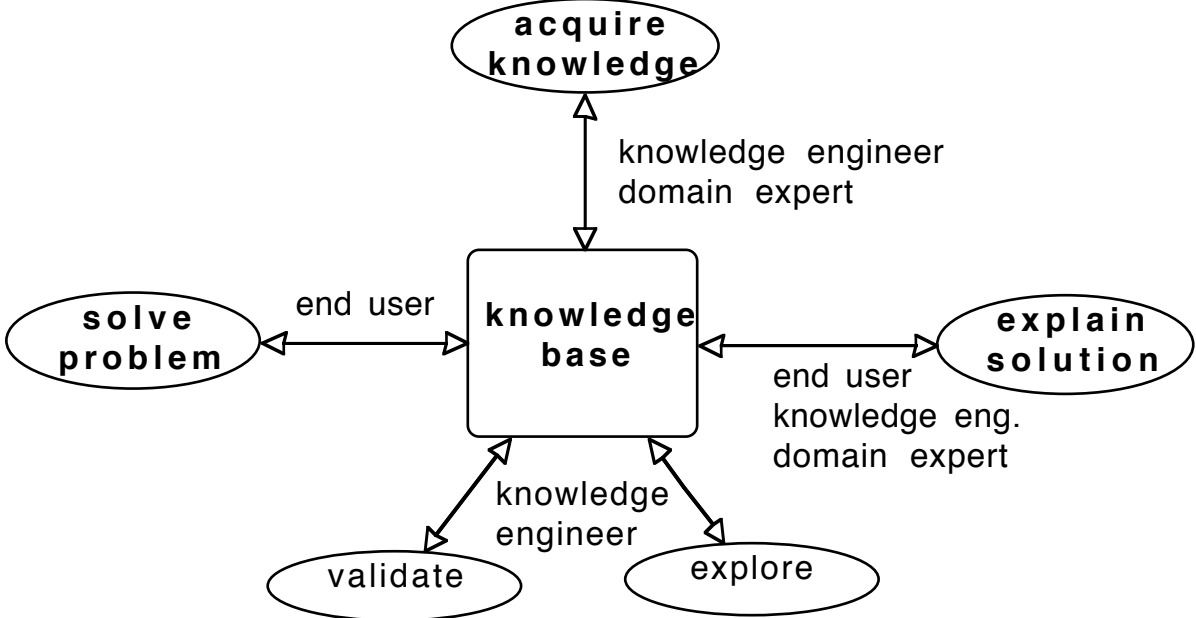 acquire
knowledge
knowledge engineer
domain expert
end user
solve
problem
knowledge
base
explain
solution
end user
knowledge eng.
domain expert
knowledge
engineer
validate
explore